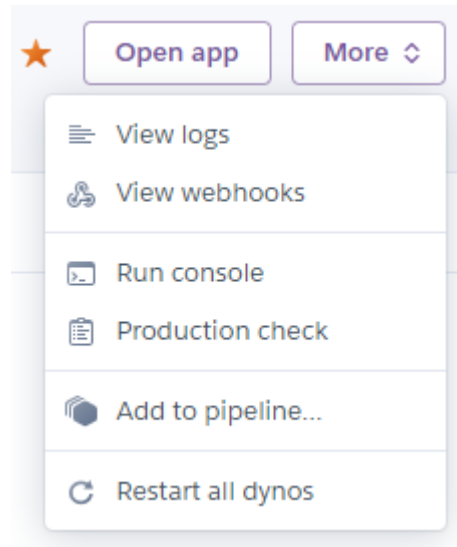 Open app
More
View logs
View webhooks
Run console
Production check
Add to pipeline...
Restart all dynos